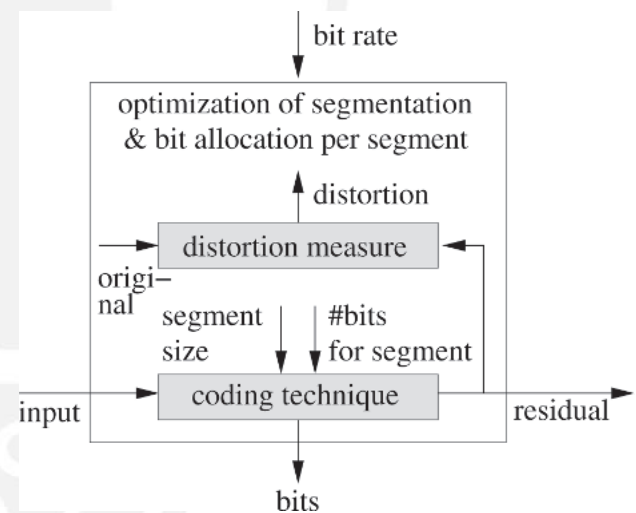 bit rate
optimization of segmentation
& bit allocation per segment
distortion
distortion measure
origi–
nal
segment
size
#bits
for segment
coding technique
input
residual
bits